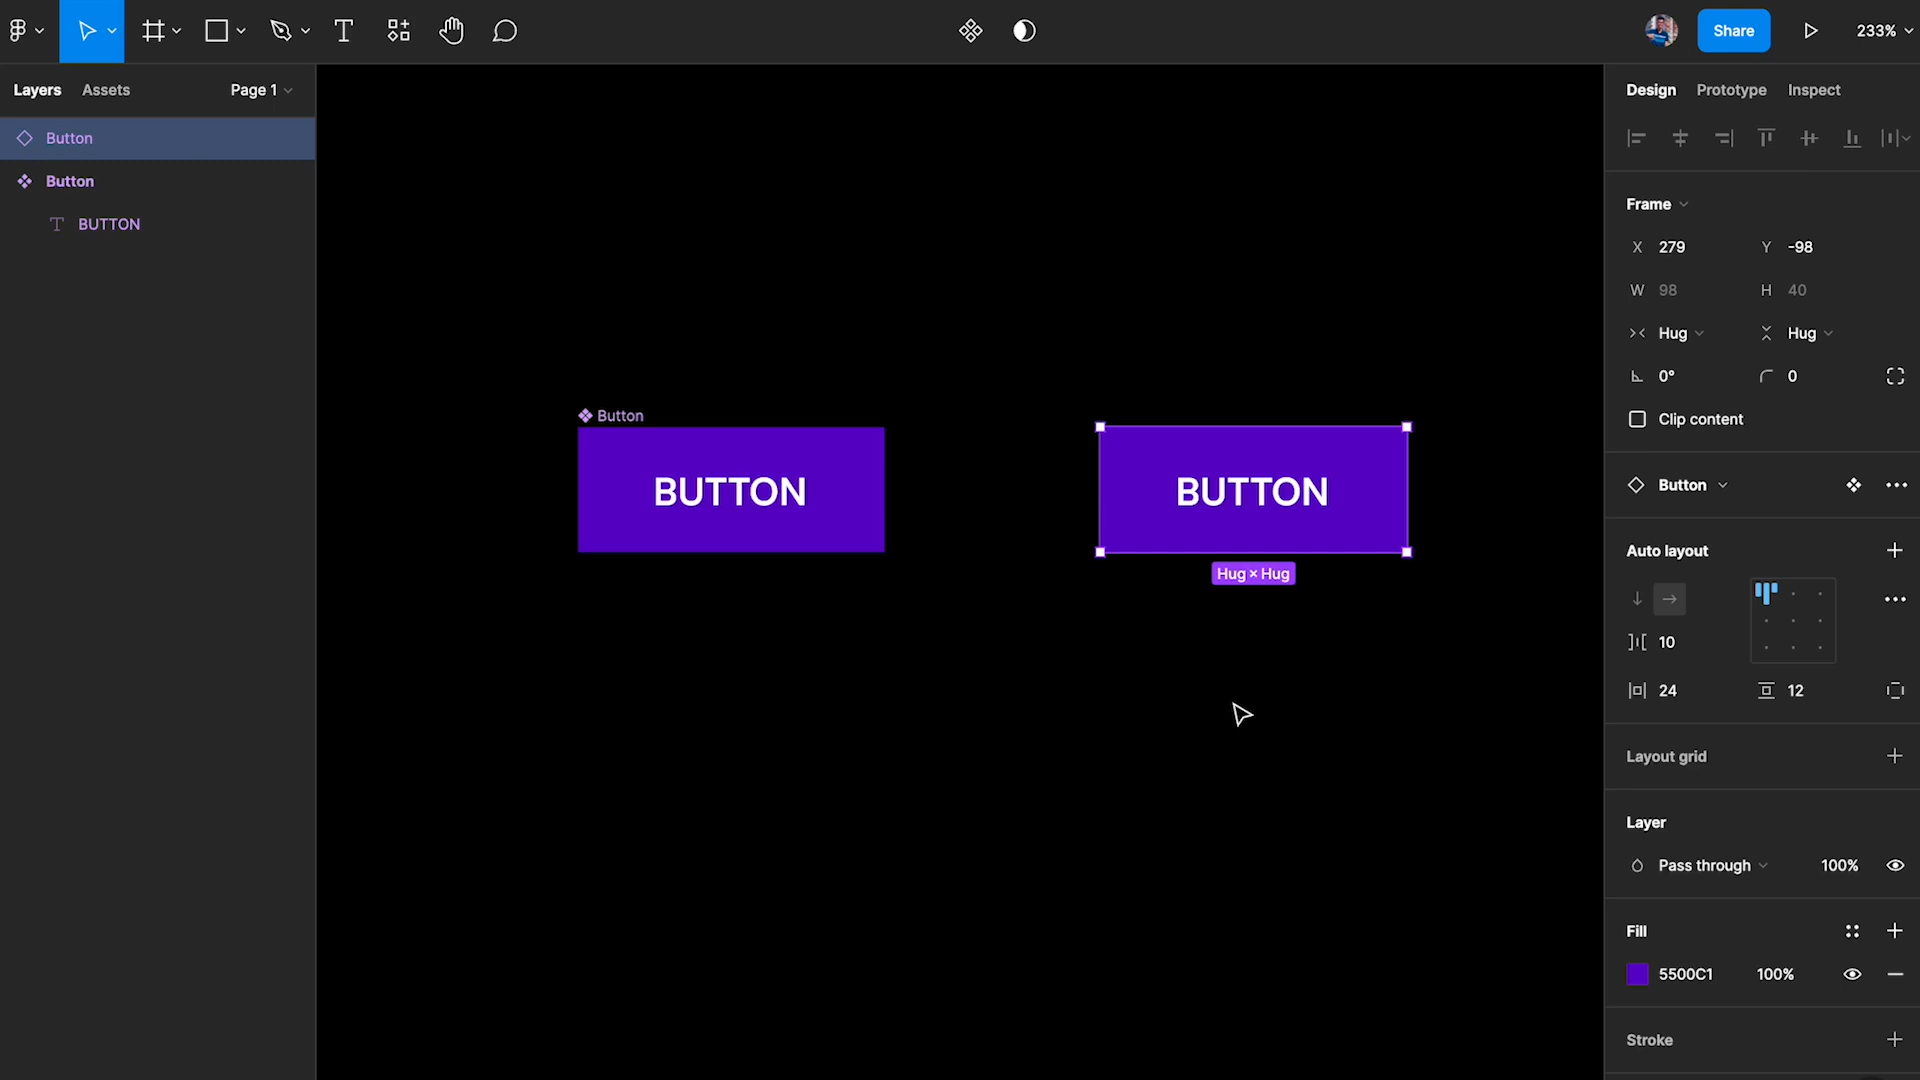 Share
233%
Layers Assets Page 1
Button
Button
BUTTON
Button
BUTTON
BUTTON
Hug × Hug
Design Prototype Inspect
Frame
X 279 Y -98
W 98 H 40
Hug Hug
0° 0
Clip content
Button
Auto layout
10
24 12
Layout grid
Layer
Pass through 100%
Fill
5500C1 100%
Stroke